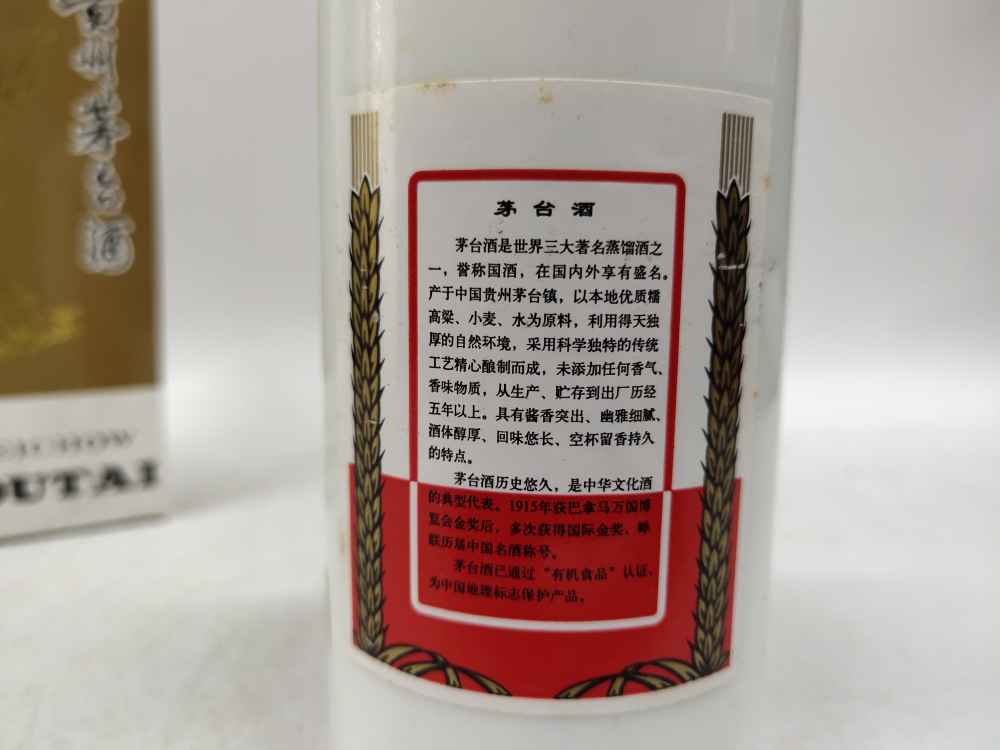 贵州茅台酒
CHOW
OUTAI
茅台酒
茅台酒是世界三大著名蒸馏酒之
一，誉称国酒，在国内外享有盛名。
产于中国贵州茅台镇，以本地优质糯
高粱、小麦、水为原料，利用得天独
厚的自然环境，采用科学独特的传统
工艺精心酿制而成，未添加任何香气、
香味物质，从生产、贮存到出厂历经
五年以上。具有酱香突出、幽雅细腻、
酒体醇厚、回味悠长、空杯留香持久
的特点。
茅台酒历史悠久，是中华文化酒
的典型代表。1915年获巴拿马万国博
览会金奖后，多次获得国际金奖、蝉
联历届中国名酒称号。
茅台酒已通过“有机食品”认证，
为中国地理标志保护产品。